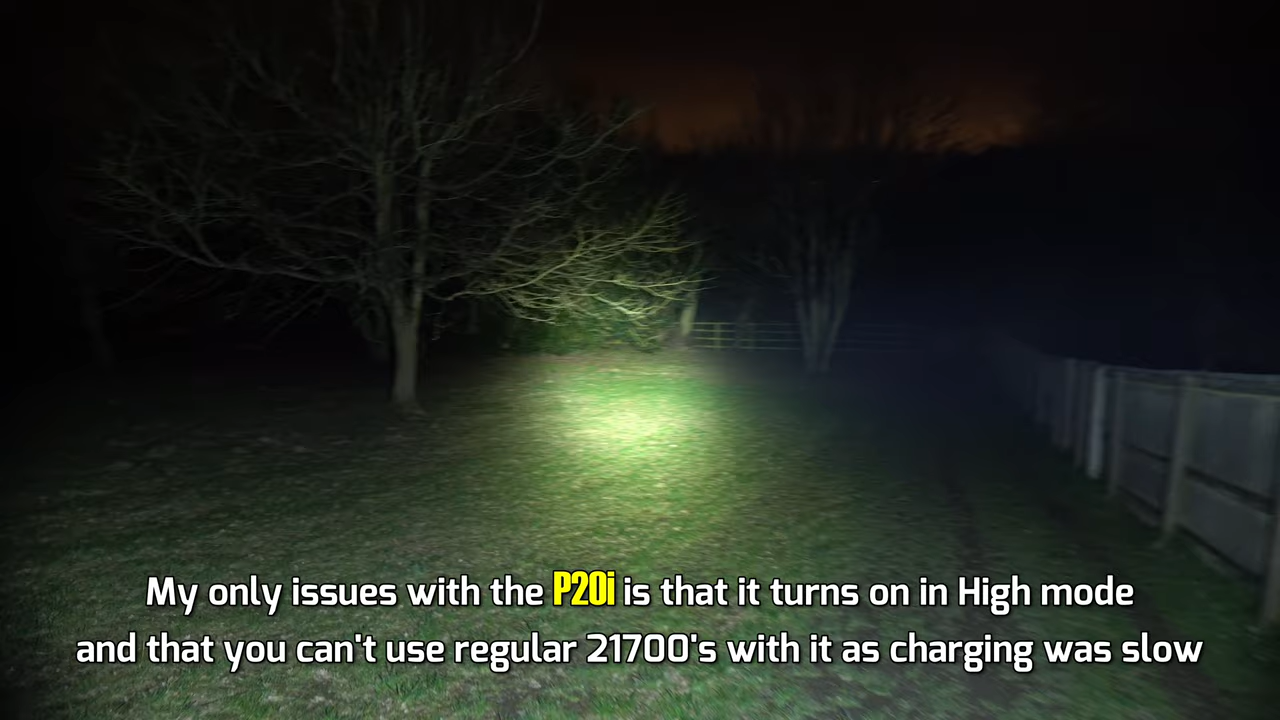 My only issues with the P20i is that it turns on in High mode
and that you can't use regular 21700's with it as charging was slow